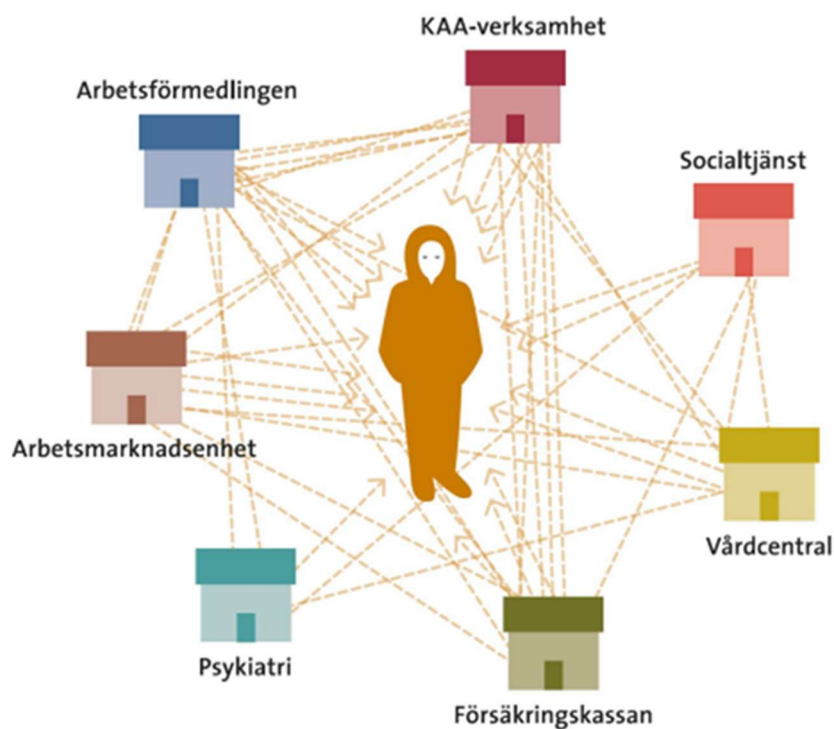 KAA-verksamhet
Arbetsförmedlingen
Socialtjänst
Arbetsmarknadsenhet
Vårdcentral
Psykiatri
Försäkringskassan